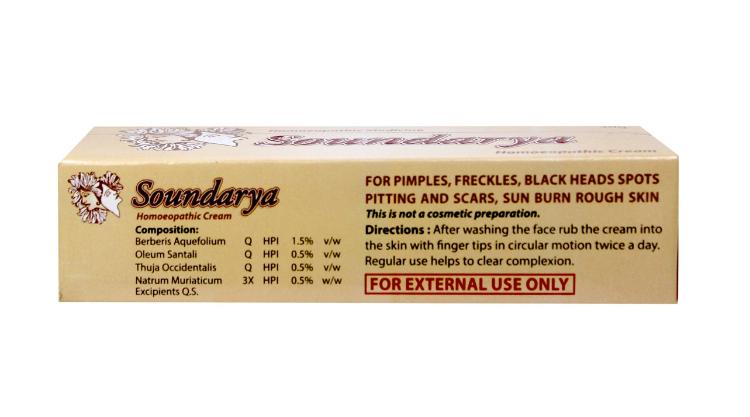 Homoeopathic Medicine
Soundarya
Homoeopathic Cream
Soundarya
Homoeopathic Cream
Composition:
Berberis Aquefolium Q HPI 1.5% v/w
Oleum Santali Q HPI 0.5% v/w
Thuja Occidentalis Q HPI 0.5% v/w
Natrum Muriaticum 3X HPI 0.5% w/w
Excipients Q.S.
FOR PIMPLES, FRECKLES, BLACK HEADS SPOTS
PITTING AND SCARS, SUN BURN ROUGH SKIN
This is not a cosmetic preparation.
Directions : After washing the face rub the cream into
the skin with finger tips in circular motion twice a day.
Regular use helps to clear complexion.
FOR EXTERNAL USE ONLY